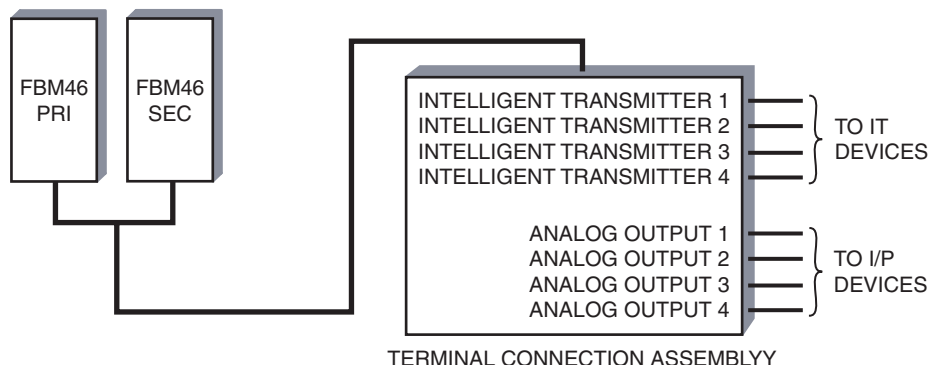 FBM46
PRI
FBM46
SEC
INTELLIGENT TRANSMITTER 1
INTELLIGENT TRANSMITTER 2
INTELLIGENT TRANSMITTER 3
INTELLIGENT TRANSMITTER 4
TO IT
DEVICES
ANALOG OUTPUT 1
ANALOG OUTPUT 2
ANALOG OUTPUT 3
ANALOG OUTPUT 4
TO I/P
DEVICES
TERMINAL CONNECTION ASSEMBLYY